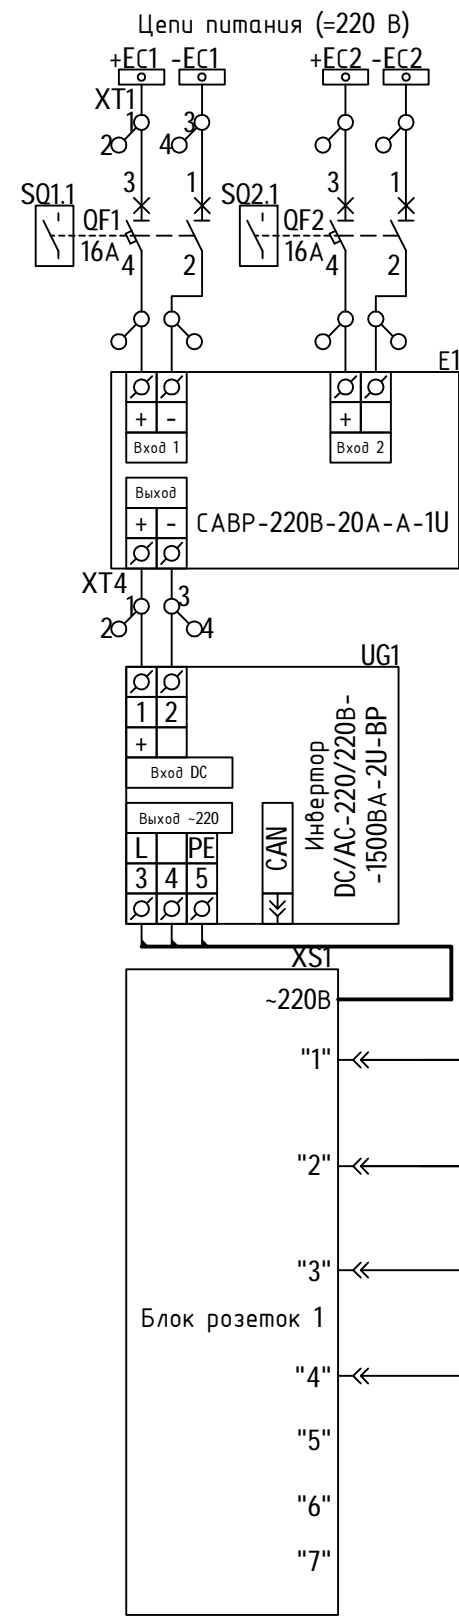 Цепи питания (=220 В)
+EC1 -EC1 +EC2 -EC2
XT1 1 3
2 4
3 1 3 1
SQ1.1 QF1 SQ2.1 QF2
16A 16A
4 2 4 2
E1
+ - +
Вход 1 Вход 2
Выход
+ - САВР-220В-20А-А-1U
XT4 1 3
2 4
UG1
1 2
+
Вход DC
Инвертор
DC/AC-220/220В-
-1500ВА-2U-ВР
Выход ~220
L PE CAN
3 4 5
XS1
~220В
"1"
"2"
"3"
Блок розеток 1
"4"
"5"
"6"
"7"